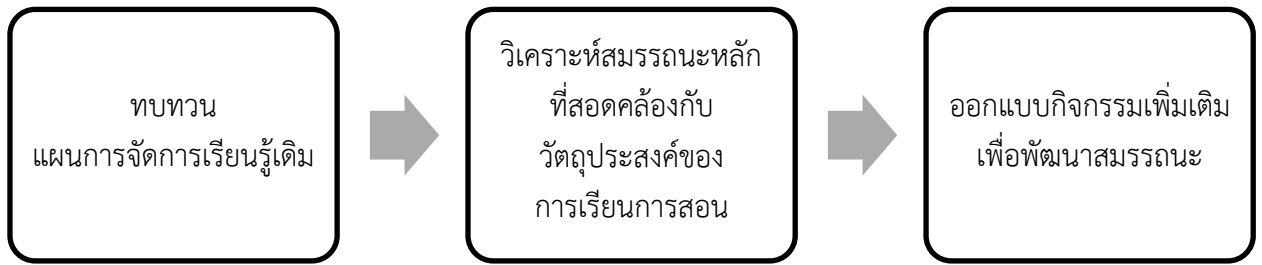 ทบทวน
แผนการจัดการเรียนรู้เดิม
วิเคราะห์สมรรถนะหลัก
ที่สอดคล้องกับ
วัตถุประสงค์ของ
การเรียนการสอน
ออกแบบกิจกรรมเพิ่มเติม
เพื่อพัฒนาสมรรถนะ